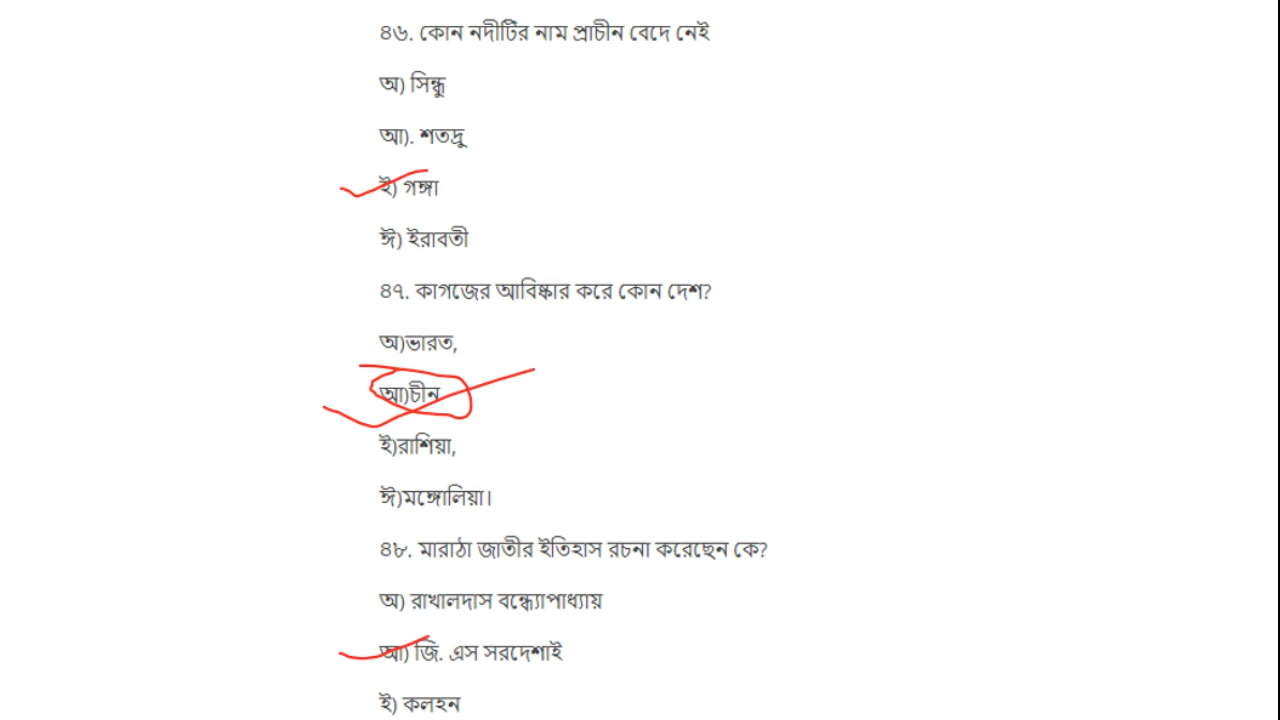 ৪৬. কোন নদীটির নাম প্রাচীন বেদে নেই
অ) সিন্ধু
আ). শতদ্রু
ই) গঙ্গা
ঈ) ইরাবতী
৪৭. কাগজের আবিষ্কার করে কোন দেশ?
অ)ভারত,
আ)চীন
ই)রাশিয়া,
ঈ)মঙ্গোলিয়া।
৪৮. মারাঠা জাতীর ইতিহাস রচনা করেছেন কে?
অ) রাখালদাস বন্ধ্যোপাধ্যায়
আ) জি. এস সরদেশাই
ই) কলহন